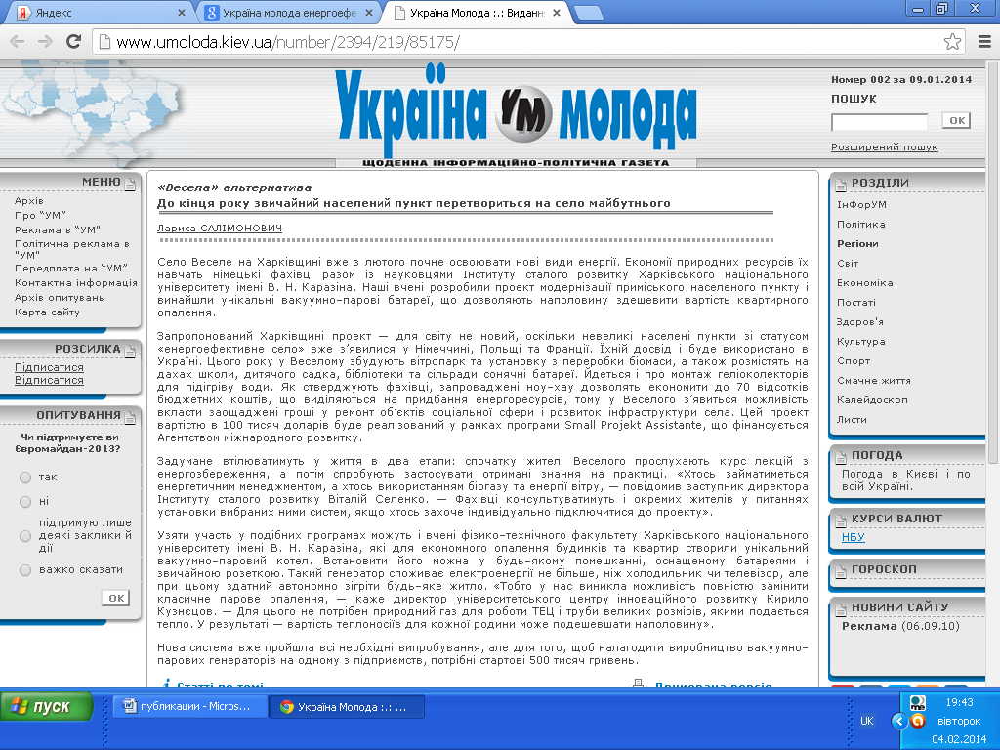 Яндекс
Україна молода енергоефе
Україна Молода :.: Виданн
www.umoloda.kiev.ua/number/2394/219/85175/
Україна УМ молода
ЩОДЕННА ІНФОРМАЦІЙНО-ПОЛІТИЧНА ГАЗЕТА
Номер 002 за 09.01.2014
ПОШУК
OK
Розширений пошук
МЕНЮ
Архів
Про “УМ”
Реклама в “УМ"
Політична реклама в
"УМ"
Передплата на “УМ”
Контактна інформація
Архів опитувань
Карта сайту
РОЗСИЛКА
Підписатися
Відписатися
ОПИТУВАННЯ
Чи підтримуєте ви
Євромайдан-2013?
так
ні
підтримую лише
деякі заклики й
дії
важко сказати
OK
«Весела» альтернатива
До кінця року звичайний населений пункт перетвориться на село майбутнього
Лариса САЛІМОНОВИЧ
Село Веселе на Харківщині вже з лютого почне освоювати нові види енергії. Економії природних ресурсів їх
навчать німецькі фахівці разом із науковцями Інституту сталого розвитку Харківського національного
університету імені В. Н. Каразіна. Наші вчені розробили проект модернізації приміського населеного пункту і
винайшли унікальні вакуумно-парові батареї, що дозволяють наполовину здешевити вартість квартирного
опалення.
Запропонований Харківщині проект — для світу не новий, оскільки невеликі населені пункти зі статусом
«енергоефективне село» вже з’явилися у Німеччині, Польщі та Франції. Їхній досвід і буде використано в
Україні. Цього року у Веселому збудують вітропарк та установку з переробки біомаси, а також розмістять на
дахах школи, дитячого садка, бібліотеки та сільради сонячні батареї. Йдеться і про монтаж геліоколекторів
для підігріву води. Як стверджують фахівці, запроваджені ноу-хау дозволять економити до 70 відсотків
бюджетних коштів, що виділяються на придбання енергоресурсів, тому у Веселого з’явиться можливість
вкласти заощаджені гроші у ремонт об’єктів соціальної сфери і розвиток інфраструктури села. Цей проект
вартістю в 100 тисяч доларів буде реалізований у рамках програми Small Projekt Assistante, що фінансується
Агентством міжнародного розвитку.
Задумане втілюватимуть у життя в два етапи: спочатку жителі Веселого прослухають курс лекцій з
енергозбереження, а потім спробують застосувати отримані знання на практиці. «Хтось займатиметься
енергетичним менеджментом, а хтось використанням біогазу та енергії вітру, — повідомив заступник директора
Інституту сталого розвитку Віталій Селенко. — Фахівці консультуватимуть і окремих жителів у питаннях
установки вибраних ними систем, якщо хтось захоче індивідуально підключитися до проекту».
Узяти участь у подібних програмах можуть і вчені фізико-технічного факультету Харківського національного
університету імені В. Н. Каразіна, які для економного опалення будинків та квартир створили унікальний
вакуумно-паровий котел. Встановити його можна у будь-якому помешканні, оснащеному батареями і
звичайною розеткою. Такий генератор споживає електроенергії не більше, ніж холодильник чи телевізор, але
при цьому здатний автономно зігріти будь-яке житло. «Тобто у нас виникла можливість повністю замінити
класичне парове опалення, — каже директор університетського центру інноваційного розвитку Кирило
Кузнєцов. — Для цього не потрібен природний газ для роботи ТЕЦ і труби великих розмірів, якими подається
тепло. У результаті — вартість теплоносіїв для кожної родини може подешевшати наполовину».
Нова система вже пройшла всі необхідні випробування, але для того, щоб налагодити виробництво вакуумно-
парових генераторів на одному з підприємств, потрібні стартові 500 тисяч гривень.
Статті по темі
Друкована версія
РОЗДІЛИ
ІнФорУМ
Політика
Регіони
Світ
Економіка
Постаті
Здоров'я
Культура
Спорт
Смачне життя
Калейдоскоп
Листи
ПОГОДА
Погода в Києві і по
всій Україні.
КУРСИ ВАЛЮТ
НБУ
ГОРОСКОП
НОВИНИ САЙТУ
Реклама (06.09.10)
пуск
публикации - Micros...
Україна Молода :.: ...
UK
19:43
вівторок
04.02.2014